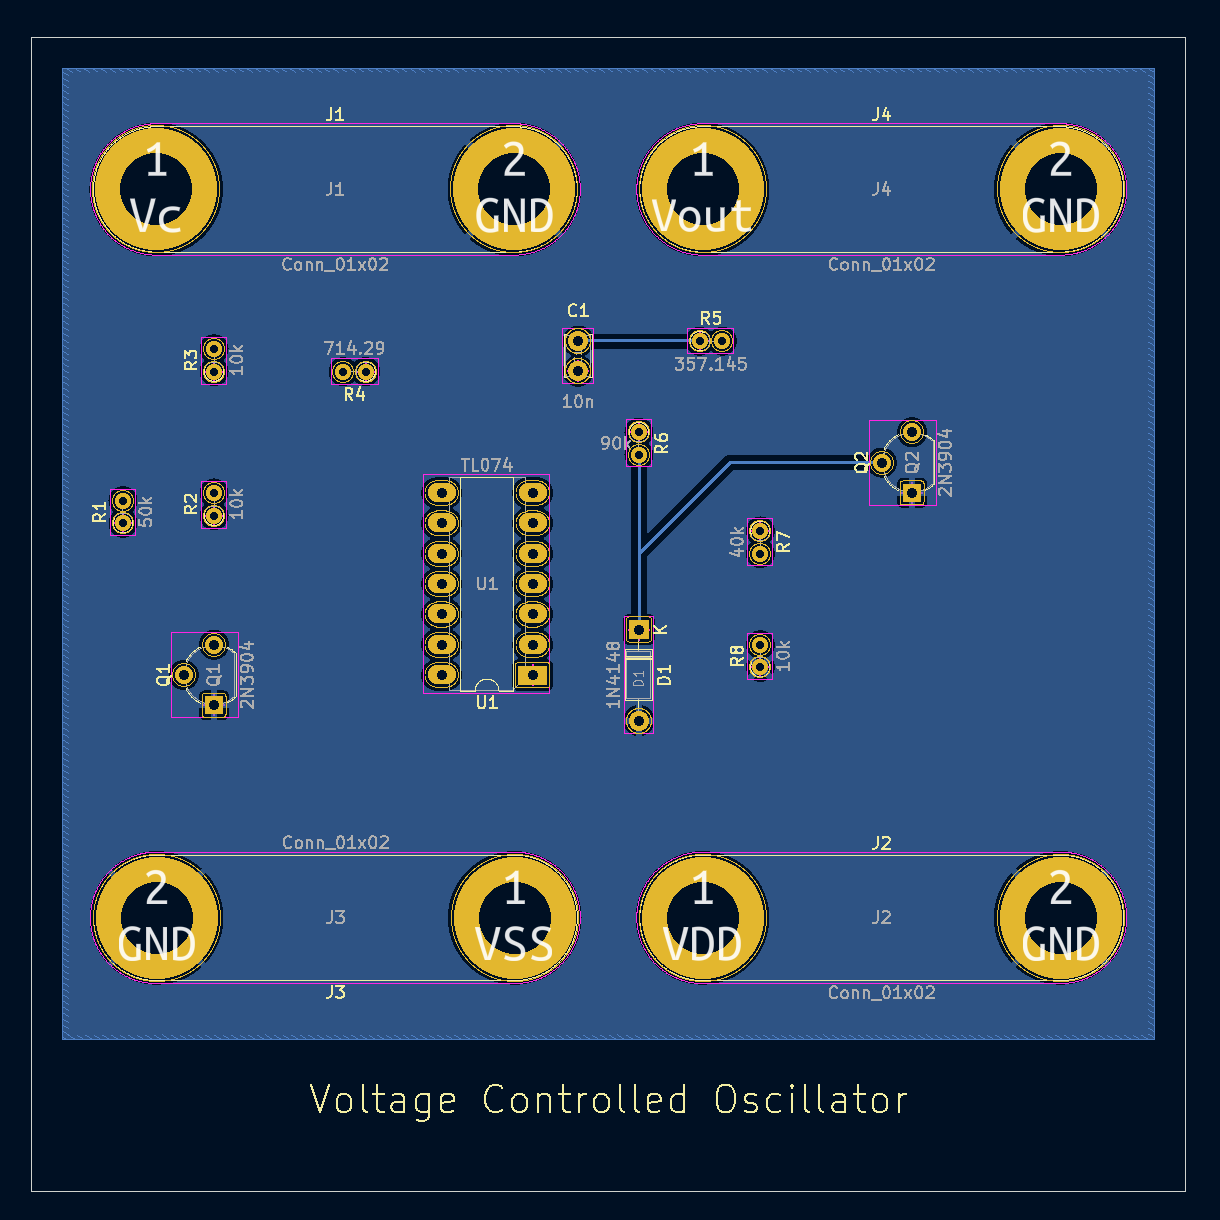 J1
J4
1
2
1
2
J1
J4
Vc
GND
Vout
GND
Conn_01x02
Conn_01x02
C1
R5
714.29
R3
10k
357.145
R4
10n
90k
R6
Q2
Q2
2N3904
TL074
R1
50k
R2
10k
40k
R7
U1
K
R8
10k
Q1
Q1
2N3904
1N4148
D1
D1
U1
Conn_01x02
J2
2
1
1
2
J3
J2
GND
VSS
VDD
GND
J3
Conn_01x02
Voltage Controlled Oscillator